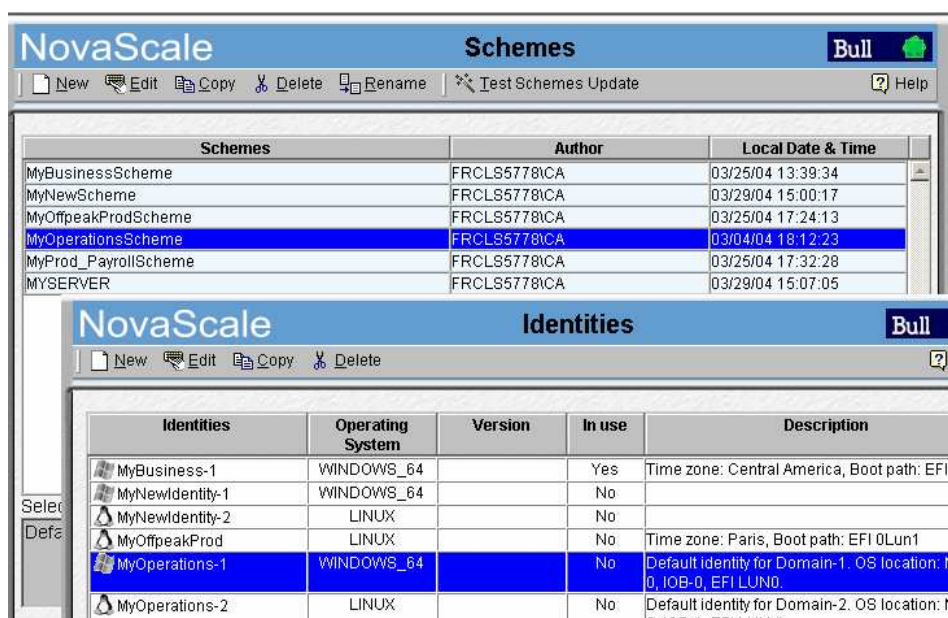 NovaScale Schemes Bull
New Edit Copy Delete Rename Test Schemes Update Help
Schemes Author Local Date & Time
MyBusinessScheme FRCLS5778\CA 03/25/04 13:39:34
MyNewScheme FRCLS5778\CA 03/29/04 15:00:17
MyOffpeakProdScheme FRCLS5778\CA 03/25/04 17:24:13
MyOperationsScheme FRCLS5778\CA 03/04/04 18:12:23
MyProd_PayrollScheme FRCLS5778\CA 03/25/04 17:32:28
MYSERVER FRCLS5778\CA 03/29/04 15:07:05
Selec
Defa
NovaScale Identities Bull
New Edit Copy Delete
Identities Operating System Version In use Description
MyBusiness-1 WINDOWS_64 Yes Time zone: Central America, Boot path: EFI
MyNewIdentity-1 WINDOWS_64 No
MyNewIdentity-2 LINUX No
MyOffpeakProd LINUX No Time zone: Paris, Boot path: EFI 0Lun1
MyOperations-1 WINDOWS_64 No Default identity for Domain-1. OS location:
0, IOB-0, EFI LUN0.
MyOperations-2 LINUX No Default identity for Domain-2. OS location: